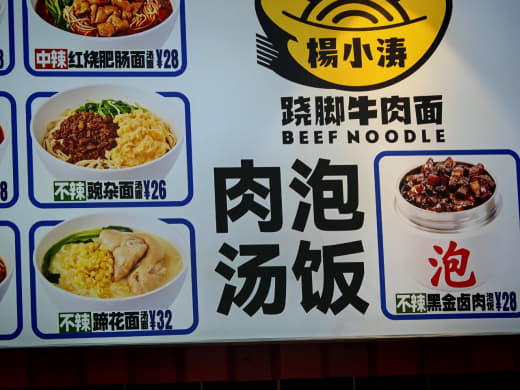 中辣 红烧肥肠面 ¥28
8
不辣 豌杂面 ¥26
8
不辣 蹄花面 ¥32
楊小涛
跷脚牛肉面
BEEF NOODLE
肉泡
汤饭
泡
不辣 黑金卤肉 ¥28